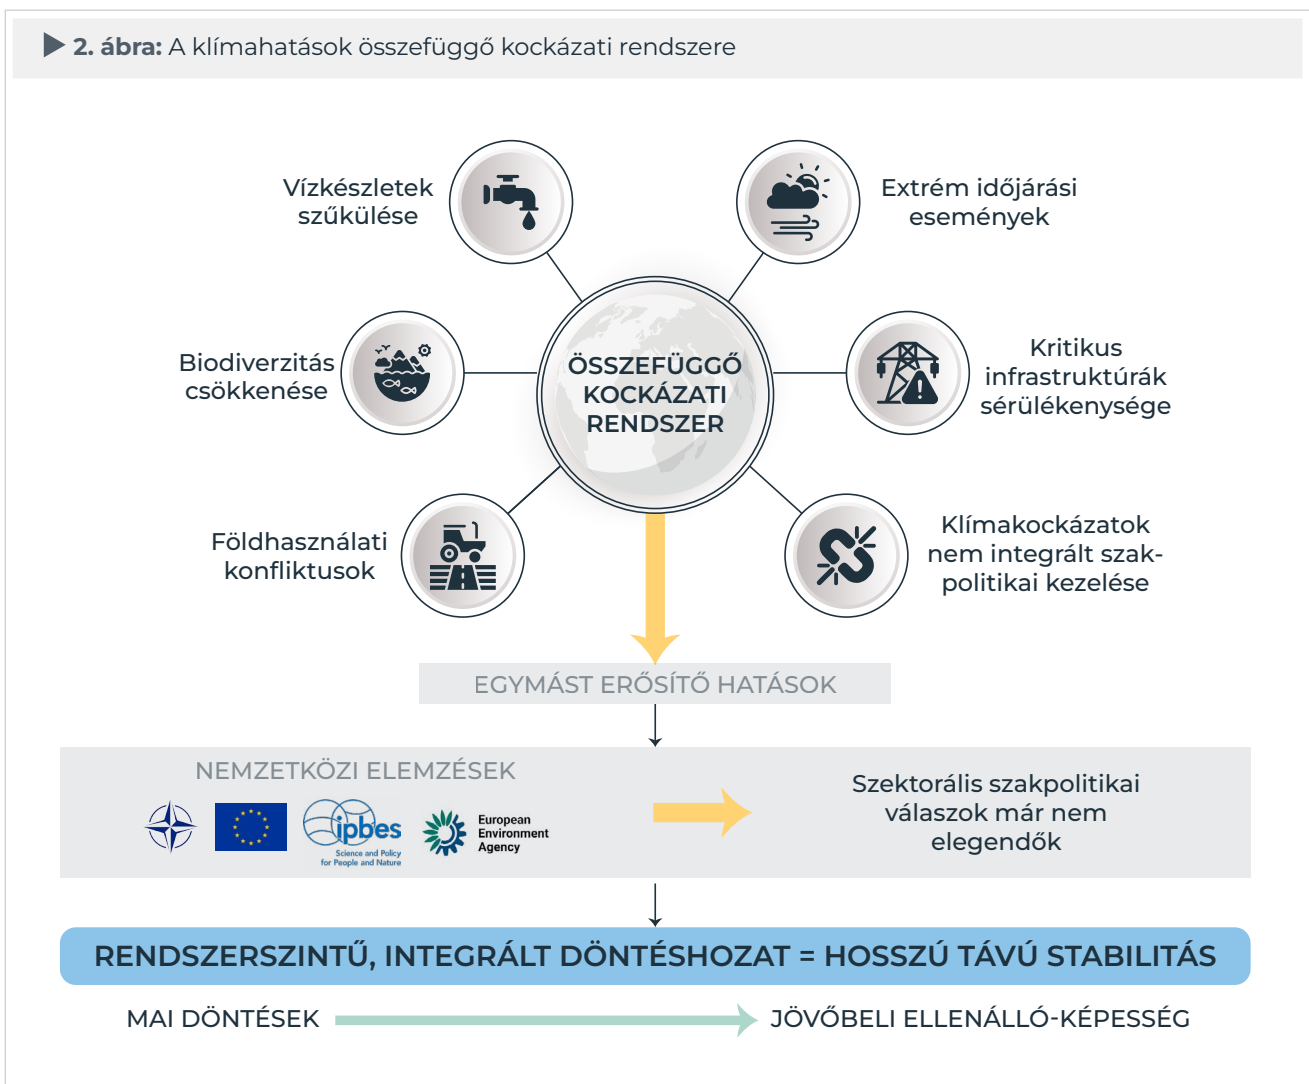 2. ábra: A klímahatások összefüggő kockázati rendszere
Vízkészletek
szűkülése
Extrém időjárási
események
Biodiverzitás
csökkenése
ÖSSZEFÜGGŐ
KOCKÁZATI
RENDSZER
Kritikus
infrastruktúrák
sérülékenysége
Földhasználati
konfliktusok
Klímakockázatok
nem integrált szak-
politikai kezelése
EGYMÁST ERŐSÍTŐ HATÁSOK
NEMZETKÖZI ELEMZÉSEK
ipbes
Science and Policy
for People and Nature
European
Environment
Agency
Szektorális szakpolitikai
válaszok már nem
elegendők
RENDSZERSZINTŰ, INTEGRÁLT DÖNTÉSHOZAT = HOSSZÚ TÁVÚ STABILITÁS
MAI DÖNTÉSEK
JÖVŐBELI ELLENÁLLÓ-KÉPESSÉG